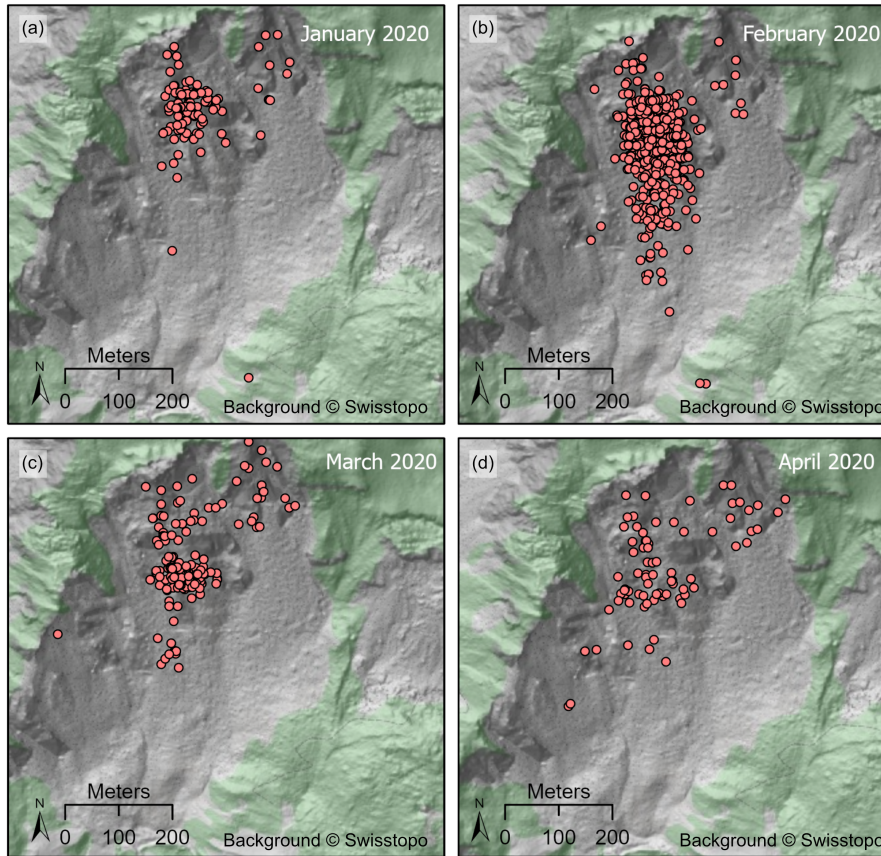 (a)
January 2020
N
Meters
0 100 200
Background © Swisstopo
(b)
February 2020
N
Meters
0 100 200
Background © Swisstopo
(c)
March 2020
N
Meters
0 100 200
Background © Swisstopo
(d)
April 2020
N
Meters
0 100 200
Background © Swisstopo